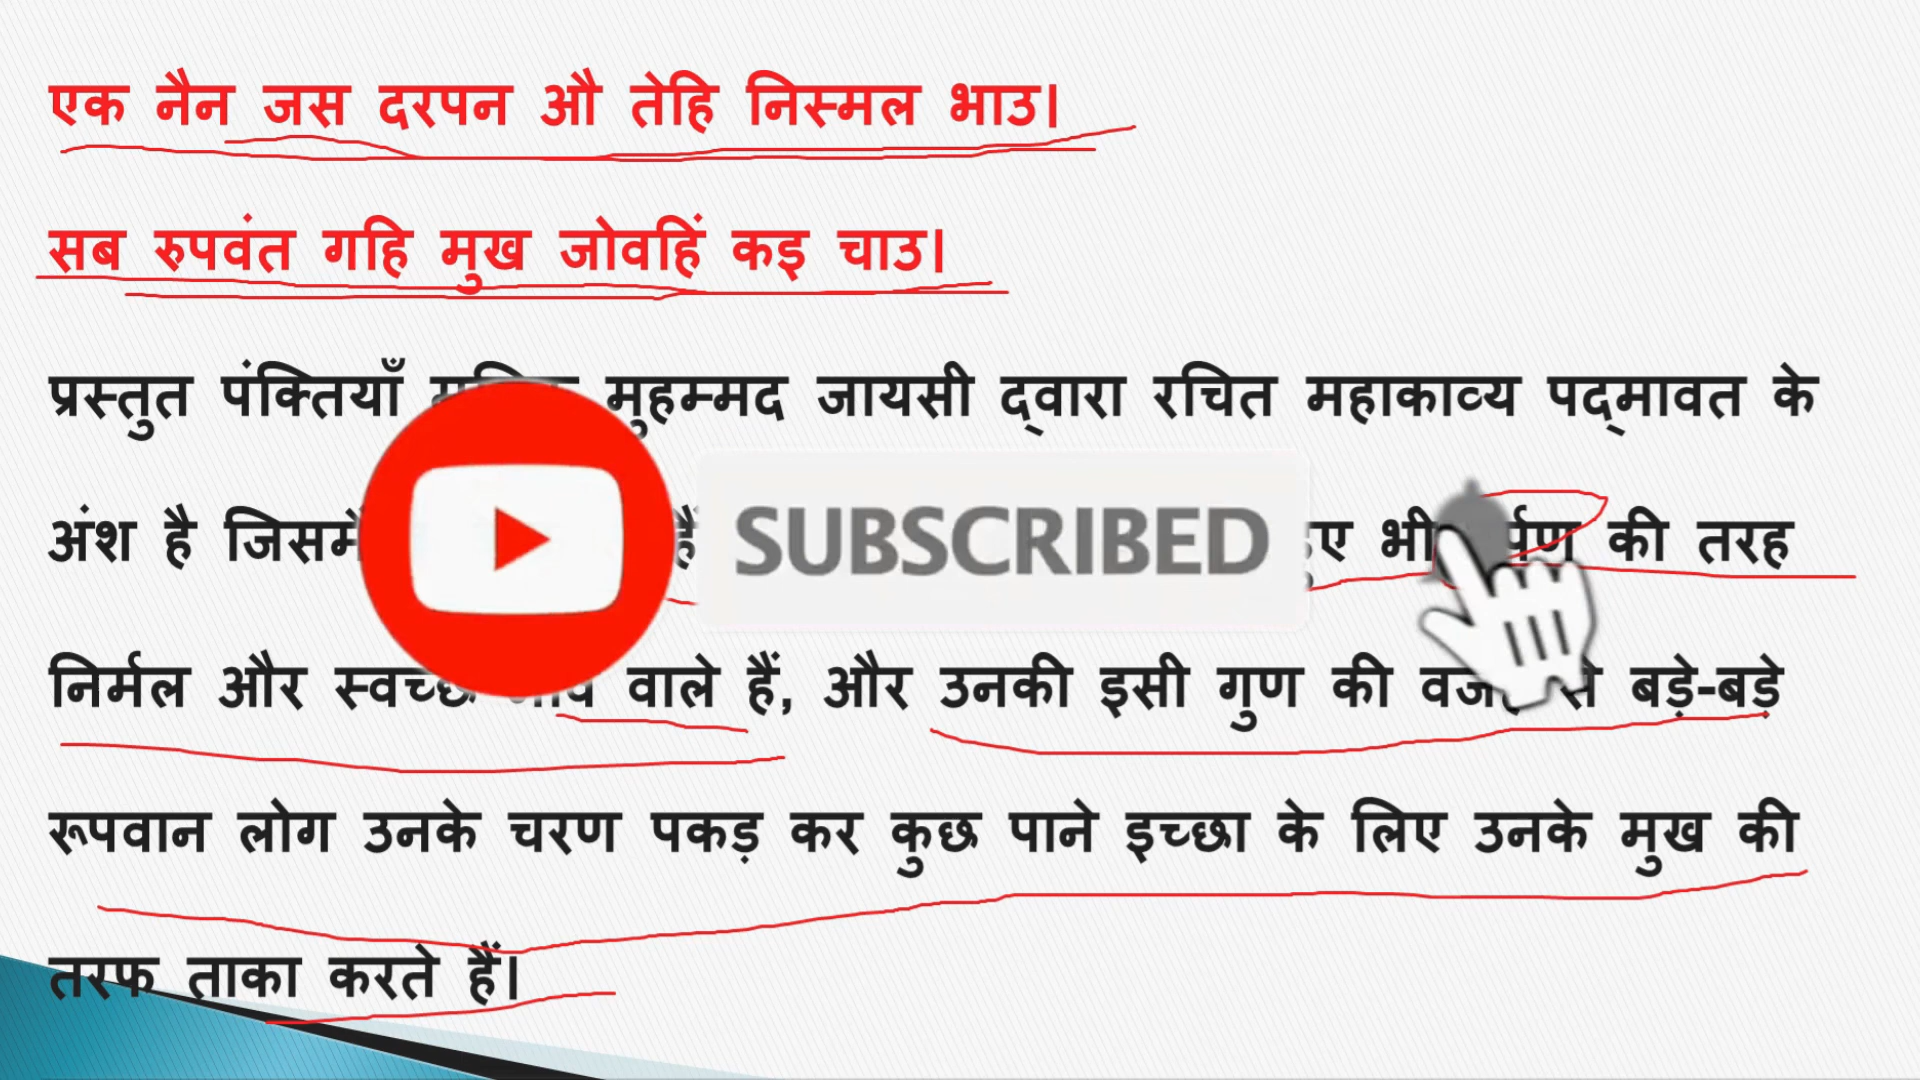 एक नैन जस दरपन औ तेहि निस्मल भाउ।
सब रुपवंत गहि मुख जोवहिं कइ चाउ।
प्रस्तुत पंक्तियाँ मुहम्मद जायसी द्वारा रचित महाकाव्य पद्मावत के
अंश है जिसमें SUBSCRIBED भी की तरह
निर्मल और स्वच्छ वाले हैं, और उनकी इसी गुण की से बड़े-बड़े
रूपवान लोग उनके चरण पकड़ कर कुछ पाने इच्छा के लिए उनके मुख की
तरफ ताका करते हैं।